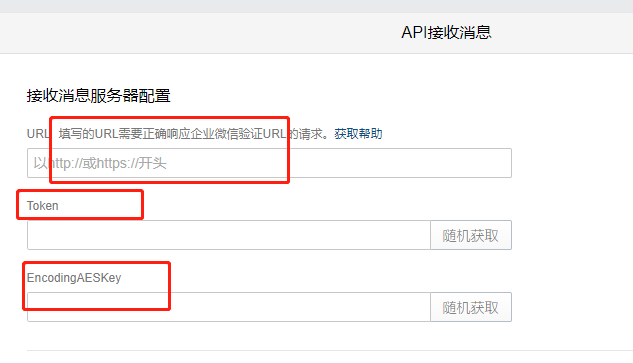 API接收消息
接收消息服务器配置
URL 填写的URL需要正确响应企业微信验证URL的请求。获取帮助
以http://或https://开头
Token
随机获取
EncodingAESKey
随机获取